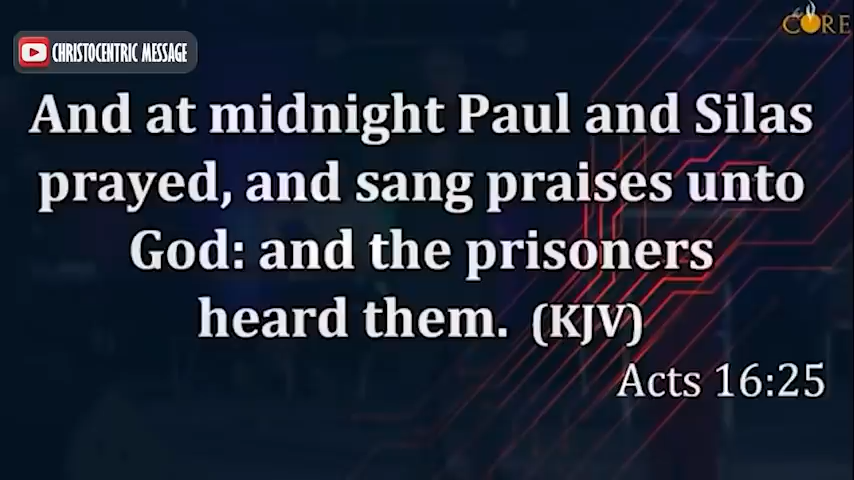 CORE
CHRISTOCENTRIC MESSAGE
And at midnight Paul and Silas
prayed, and sang praises unto
God: and the prisoners
heard them. (KJV)
Acts 16:25